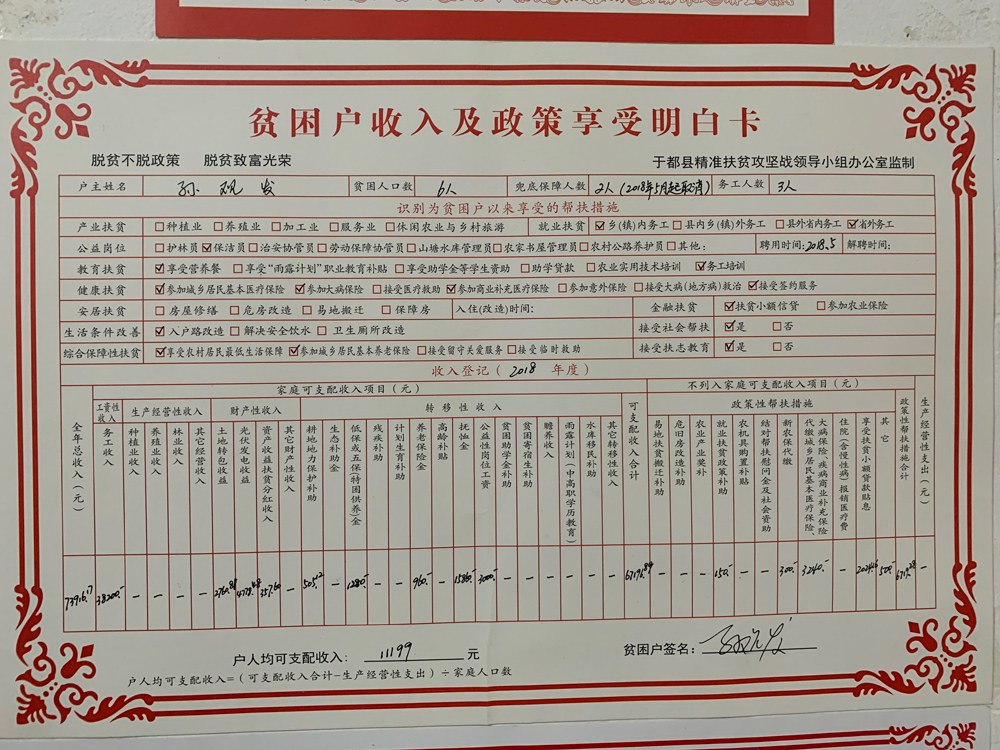 贫困户收入及政策享受明白卡
脱贫不脱政策 脱贫致富光荣 于都县精准扶贫攻坚战领导小组办公室监制
户主姓名 孙 观 发 贫困人口数 6人 兜底保障人数 2人(2018年5月起取消) 务工人数 3人
识别为贫困户以来享受的帮扶措施
产业扶贫 □种植业 □养殖业 □加工业 □服务业 □休闲农业与乡村旅游 就业扶贫 ☑乡(镇)内务工 □县内乡(镇)外务工 □县外省内务工 ☑省外务工
公益岗位 □护林员 ☑保洁员 □治安协管员 □劳动保障协管员 □山塘水库管理员 □农家书屋管理员 □农村公路养护员 □其他: 聘用时间:2018.5 解聘时间:
教育扶贫 ☑享受营养餐 □享受“雨露计划”职业教育补贴 □享受助学金等学生资助 □助学贷款 □农业实用技术培训 ☑务工培训
健康扶贫 ☑参加城乡居民基本医疗保险 ☑参加大病保险 □接受医疗救助 ☑参加商业补充医疗保险 □参加意外保险 □接受大病(地方病)救治 ☑接受签约服务
安居扶贫 □房屋修缮 □危房改造 □易地搬迁 □保障房 入住(改造)时间: 金融扶贫 ☑扶贫小额信贷 □参加农业保险
生活条件改善 ☑入户路改造 □解决安全饮水 □卫生厕所改造 接受社会帮扶 ☑是 □否
综合保障性扶贫 ☑享受农村居民最低生活保障 ☑参加城乡居民基本养老保险 □接受留守关爱服务 □接受临时救助 接受扶志教育 ☑是 □否
收入登记(2018 年度)
全年总收入(元) 家庭可支配收入项目(元) 不列入家庭可支配收入项目(元) 生产经营性支出(元)
工资性收入 生产经营性收入 财产性收入 转移性收入 可支配收入合计 政策性帮扶措施 政策性帮扶措施合计
务工收入 种植业收入 养殖业收入 林业收入 其它经营收入 土地转包收益 光伏发电收益 资产收益扶贫分红收入 其它财产性收入 耕地地力保护补助 生态补助金 低保或五保(特困供养)金 残疾补助 计划生育补助 养老保险金 高龄补贴 抚恤金 公益性岗位工资 贫困助学金补助 贫困寄宿生补助 赡养收入 雨露计划(中高职学历教育) 水库移民补助 其它转移性收入 易地扶贫搬迁补助 危旧房改造补助 农业产业奖补 就业扶贫政策补助 农机具购置补贴 结对帮扶慰问金及社会资助 新农保代缴 代缴城乡居民基本医疗保险、大病保险、疾病商业补充保险 住院(含慢性病)报销医疗费 享受扶贫小额贷款贴息 其它
38200.- - - - - 357.60 - 505.12 - 1280.- - - 960.- - 1586.- 3000.- - - - - - - 67196.89 - - - 150.- - - 300.- 3240.- - 500.- -
户人均可支配收入: 11199 元 贫困户签名:
户人均可支配收入=(可支配收入合计-生产经营性支出)÷家庭人口数